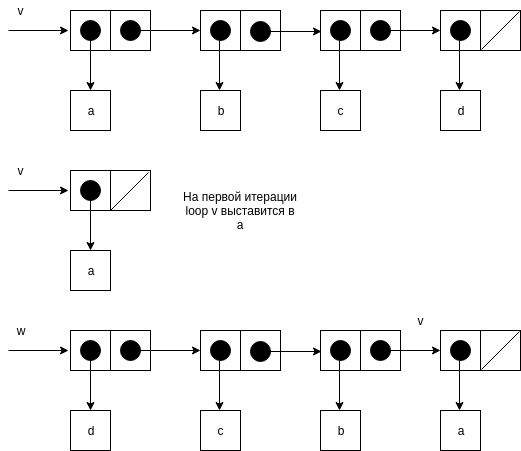 v
a
b
c
d
v
a
На первой итерации
loop v выставится в
а
w
v
d
c
b
a